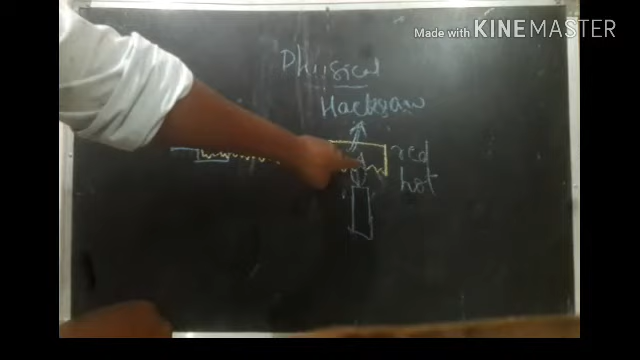 Made with KINEMASTER
Physical
Hacksaw
red
hot